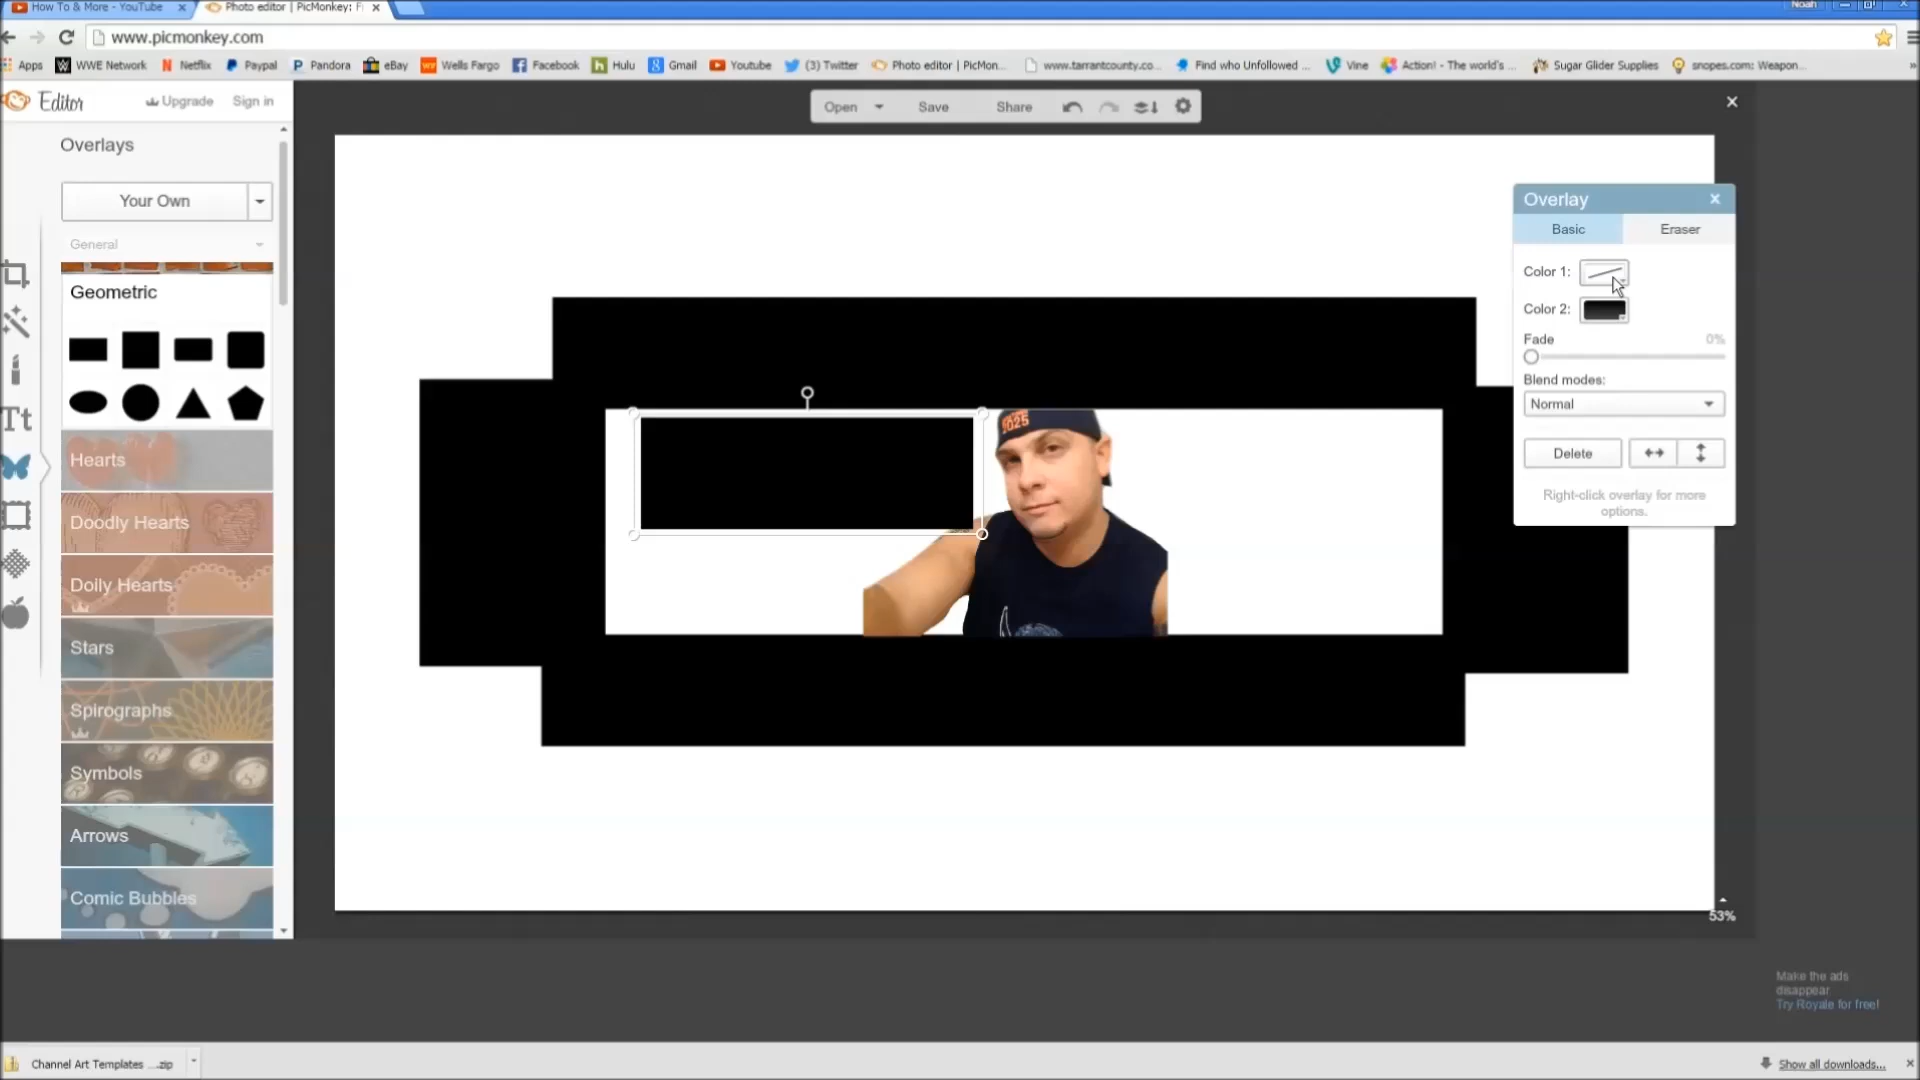 How To & More - YouTube
Photo editor | PicMonkey: F
Noah
www.picmonkey.com
Apps
WWE Network
Netflix
Paypal
Pandora
eBay
Wells Fargo
Facebook
Hulu
Gmail
Youtube
(3) Twitter
Photo editor | PicMon...
www.tarrantcounty.co...
Find who Unfollowed ...
Vine
Action! - The world's ...
Sugar Glider Supplies
snopes.com: Weapon...
Editor
Upgrade
Sign in
Open
Save
Share
Overlays
Your Own
General
Geometric
Hearts
Doodly Hearts
Doily Hearts
Stars
Spirographs
Symbols
Arrows
Comic Bubbles
Tt
2025
Overlay
Basic
Eraser
Color 1:
Color 2:
Fade
0%
Blend modes:
Normal
Delete
Right-click overlay for more
options.
53%
Make the ads
disappear
Try Royale for free!
Channel Art Templates ....zip
Show all downloads...